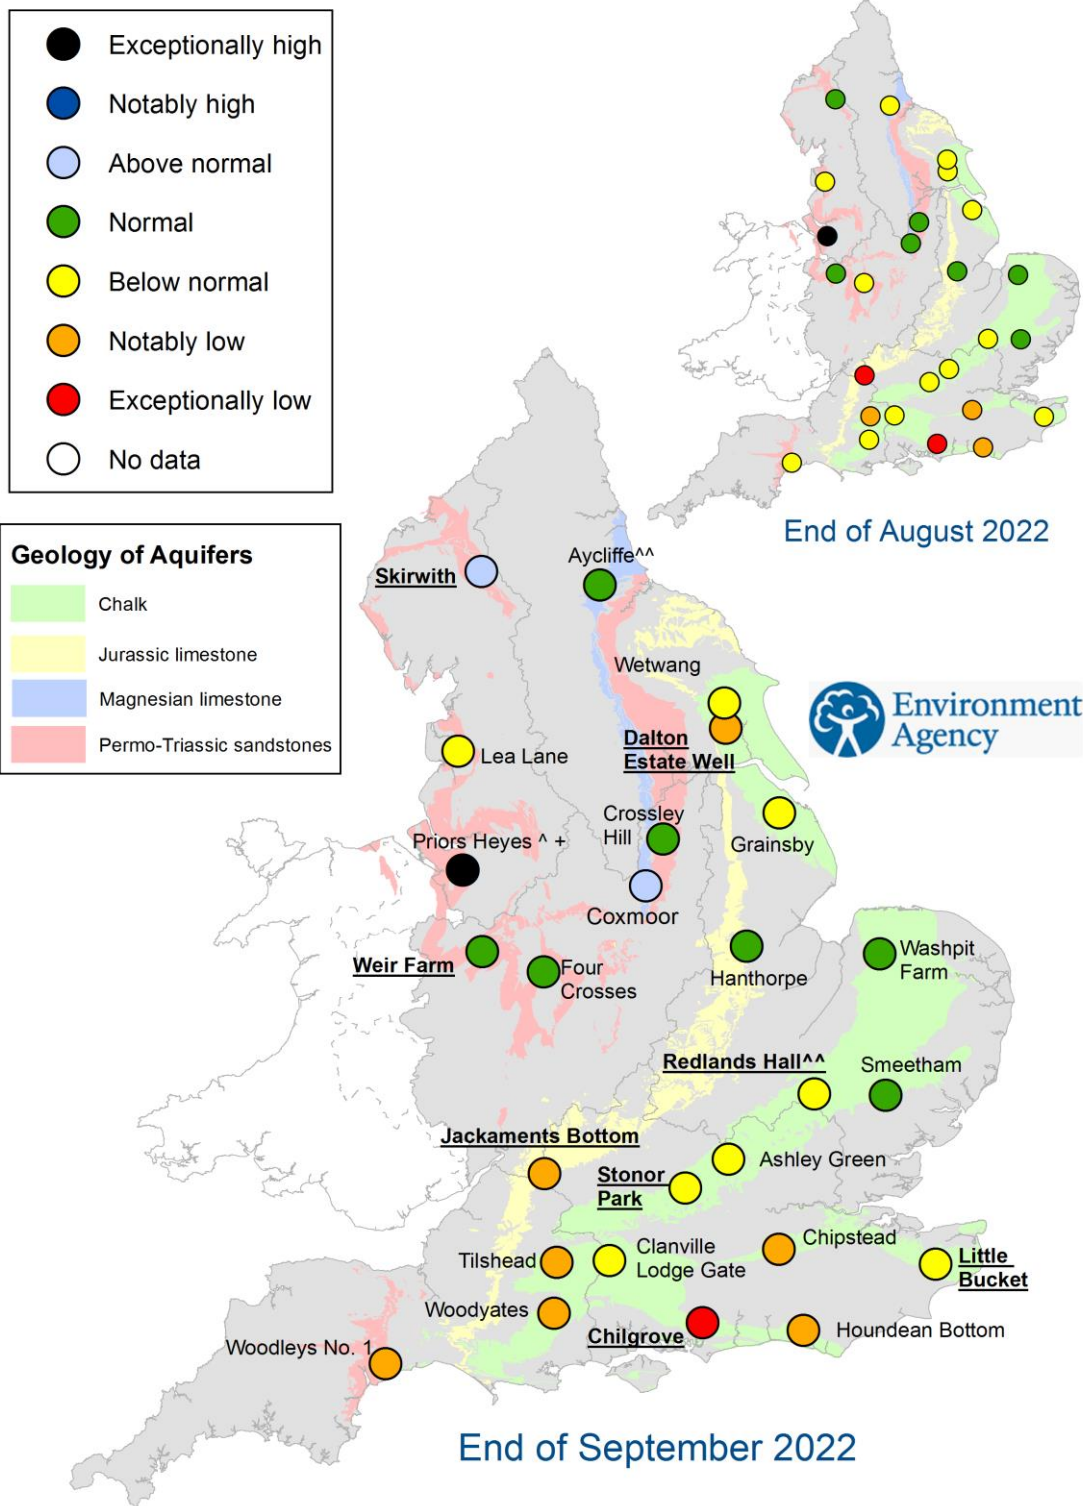 Exceptionally high
Notably high
Above normal
Normal
Below normal
Notably low
Exceptionally low
No data
End of August 2022
Geology of Aquifers
Chalk
Jurassic limestone
Magnesian limestone
Permo-Triassic sandstones
Environment
Agency
Skirwith
Aycliffe^^
Wetwang
Dalton
Estate Well
Lea Lane
Crossley
Hill
Grainsby
Priors Heyes ^ +
Coxmoor
Weir Farm
Four
Crosses
Hanthorpe
Washpit
Farm
Redlands Hall^^
Smeetham
Jackaments Bottom
Stonor
Park
Ashley Green
Tilshead
Clanville
Lodge Gate
Chipstead
Little
Bucket
Woodyates
Chilgrove
Houndean Bottom
Woodleys No. 1
End of September 2022